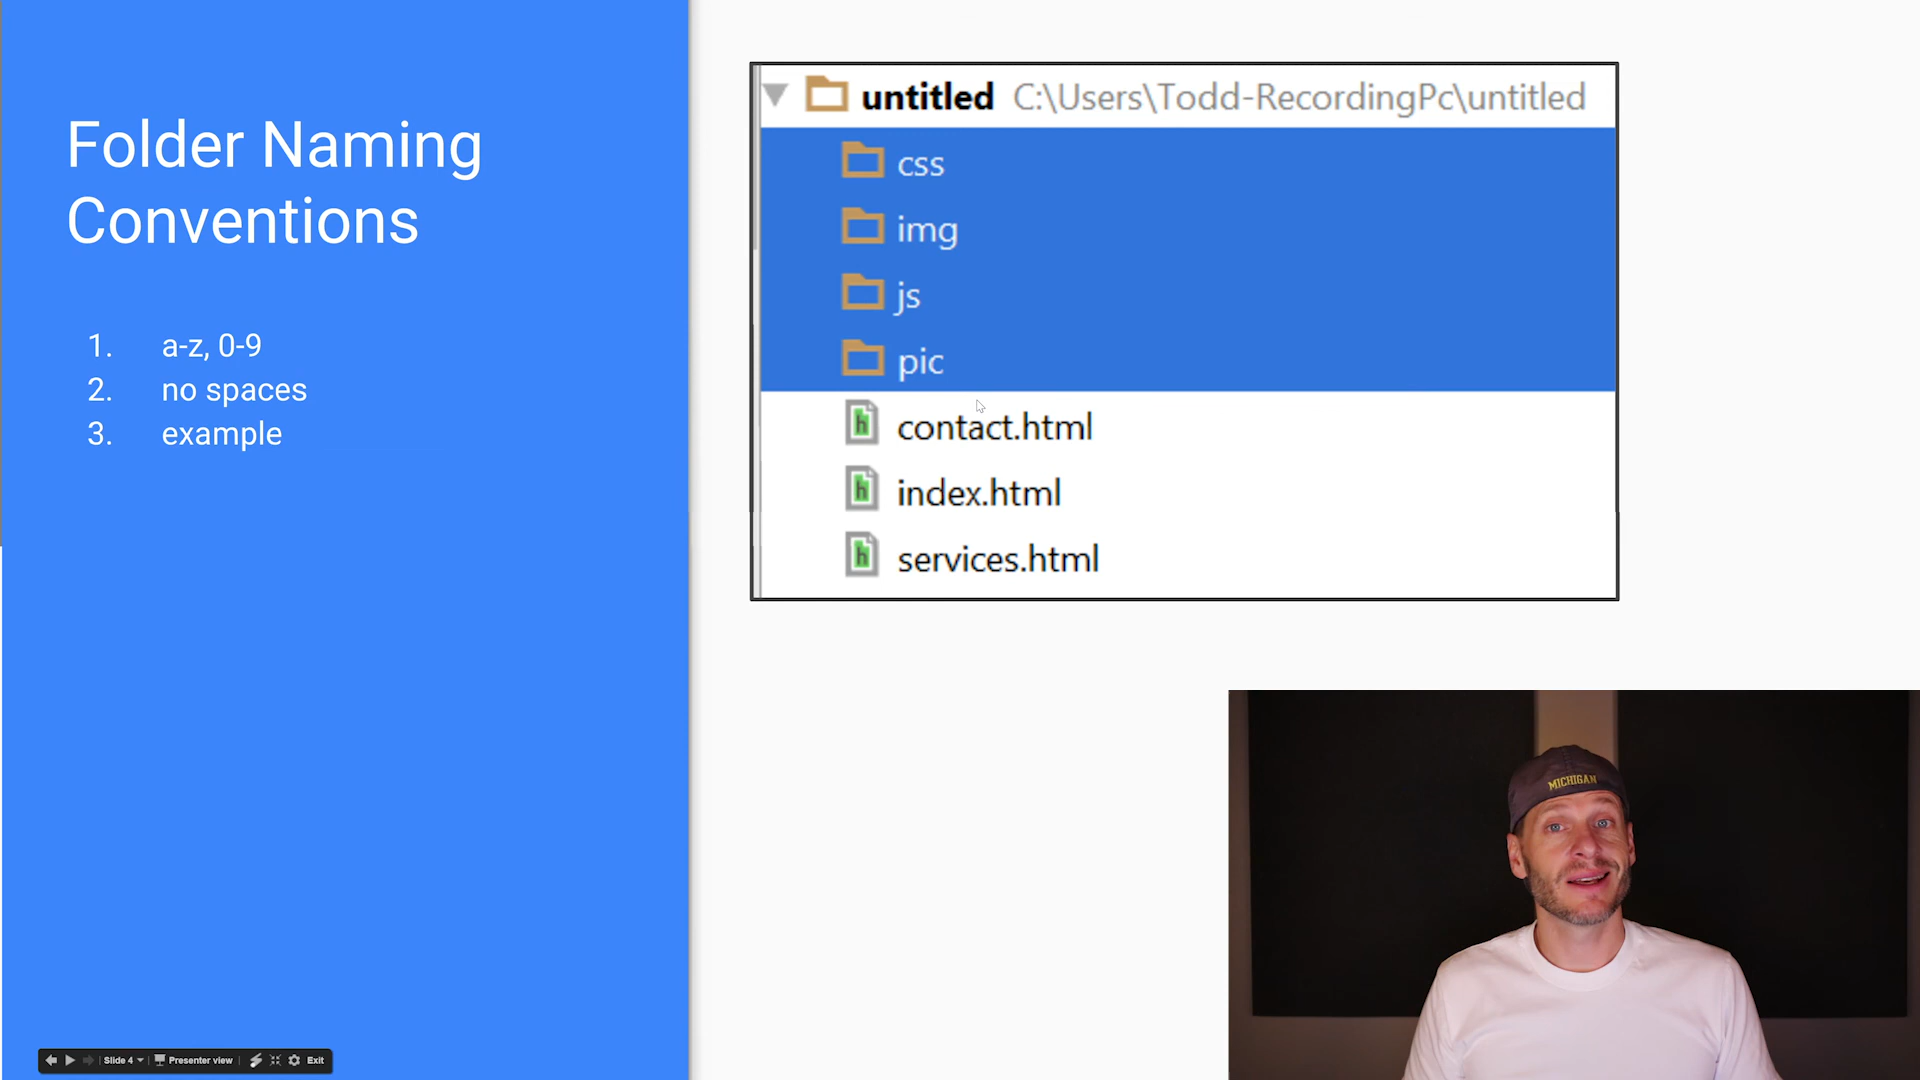 Folder Naming
Conventions
1. a-z, 0-9
2. no spaces
3. example
untitled C:\Users\Todd-RecordingPc\untitled
css
img
js
pic
contact.html
index.html
services.html
MICHIGAN
Slide 4 Presenter view Exit